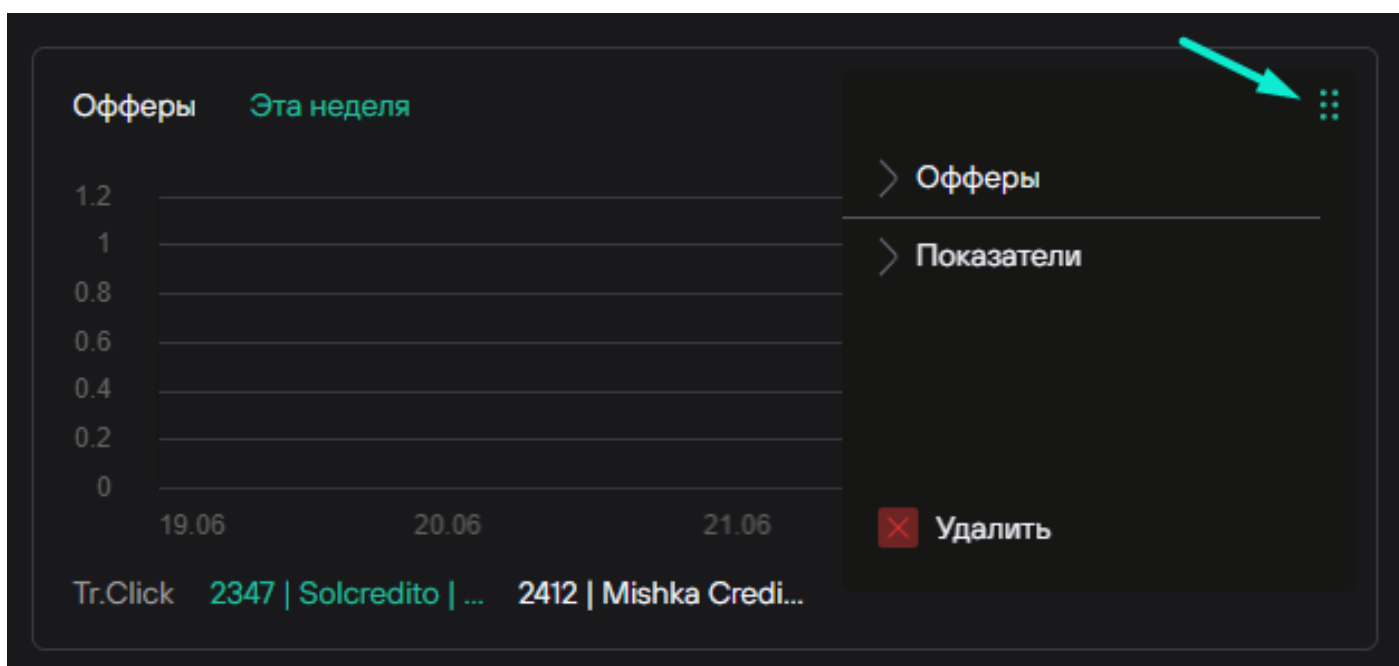 Офферы Эта неделя
Офферы
Показатели
Удалить
1.2
1
0.8
0.6
0.4
0.2
0
19.06 20.06 21.06
Tr.Click 2347 | Solcredito | ... 2412 | Mishka Credi...